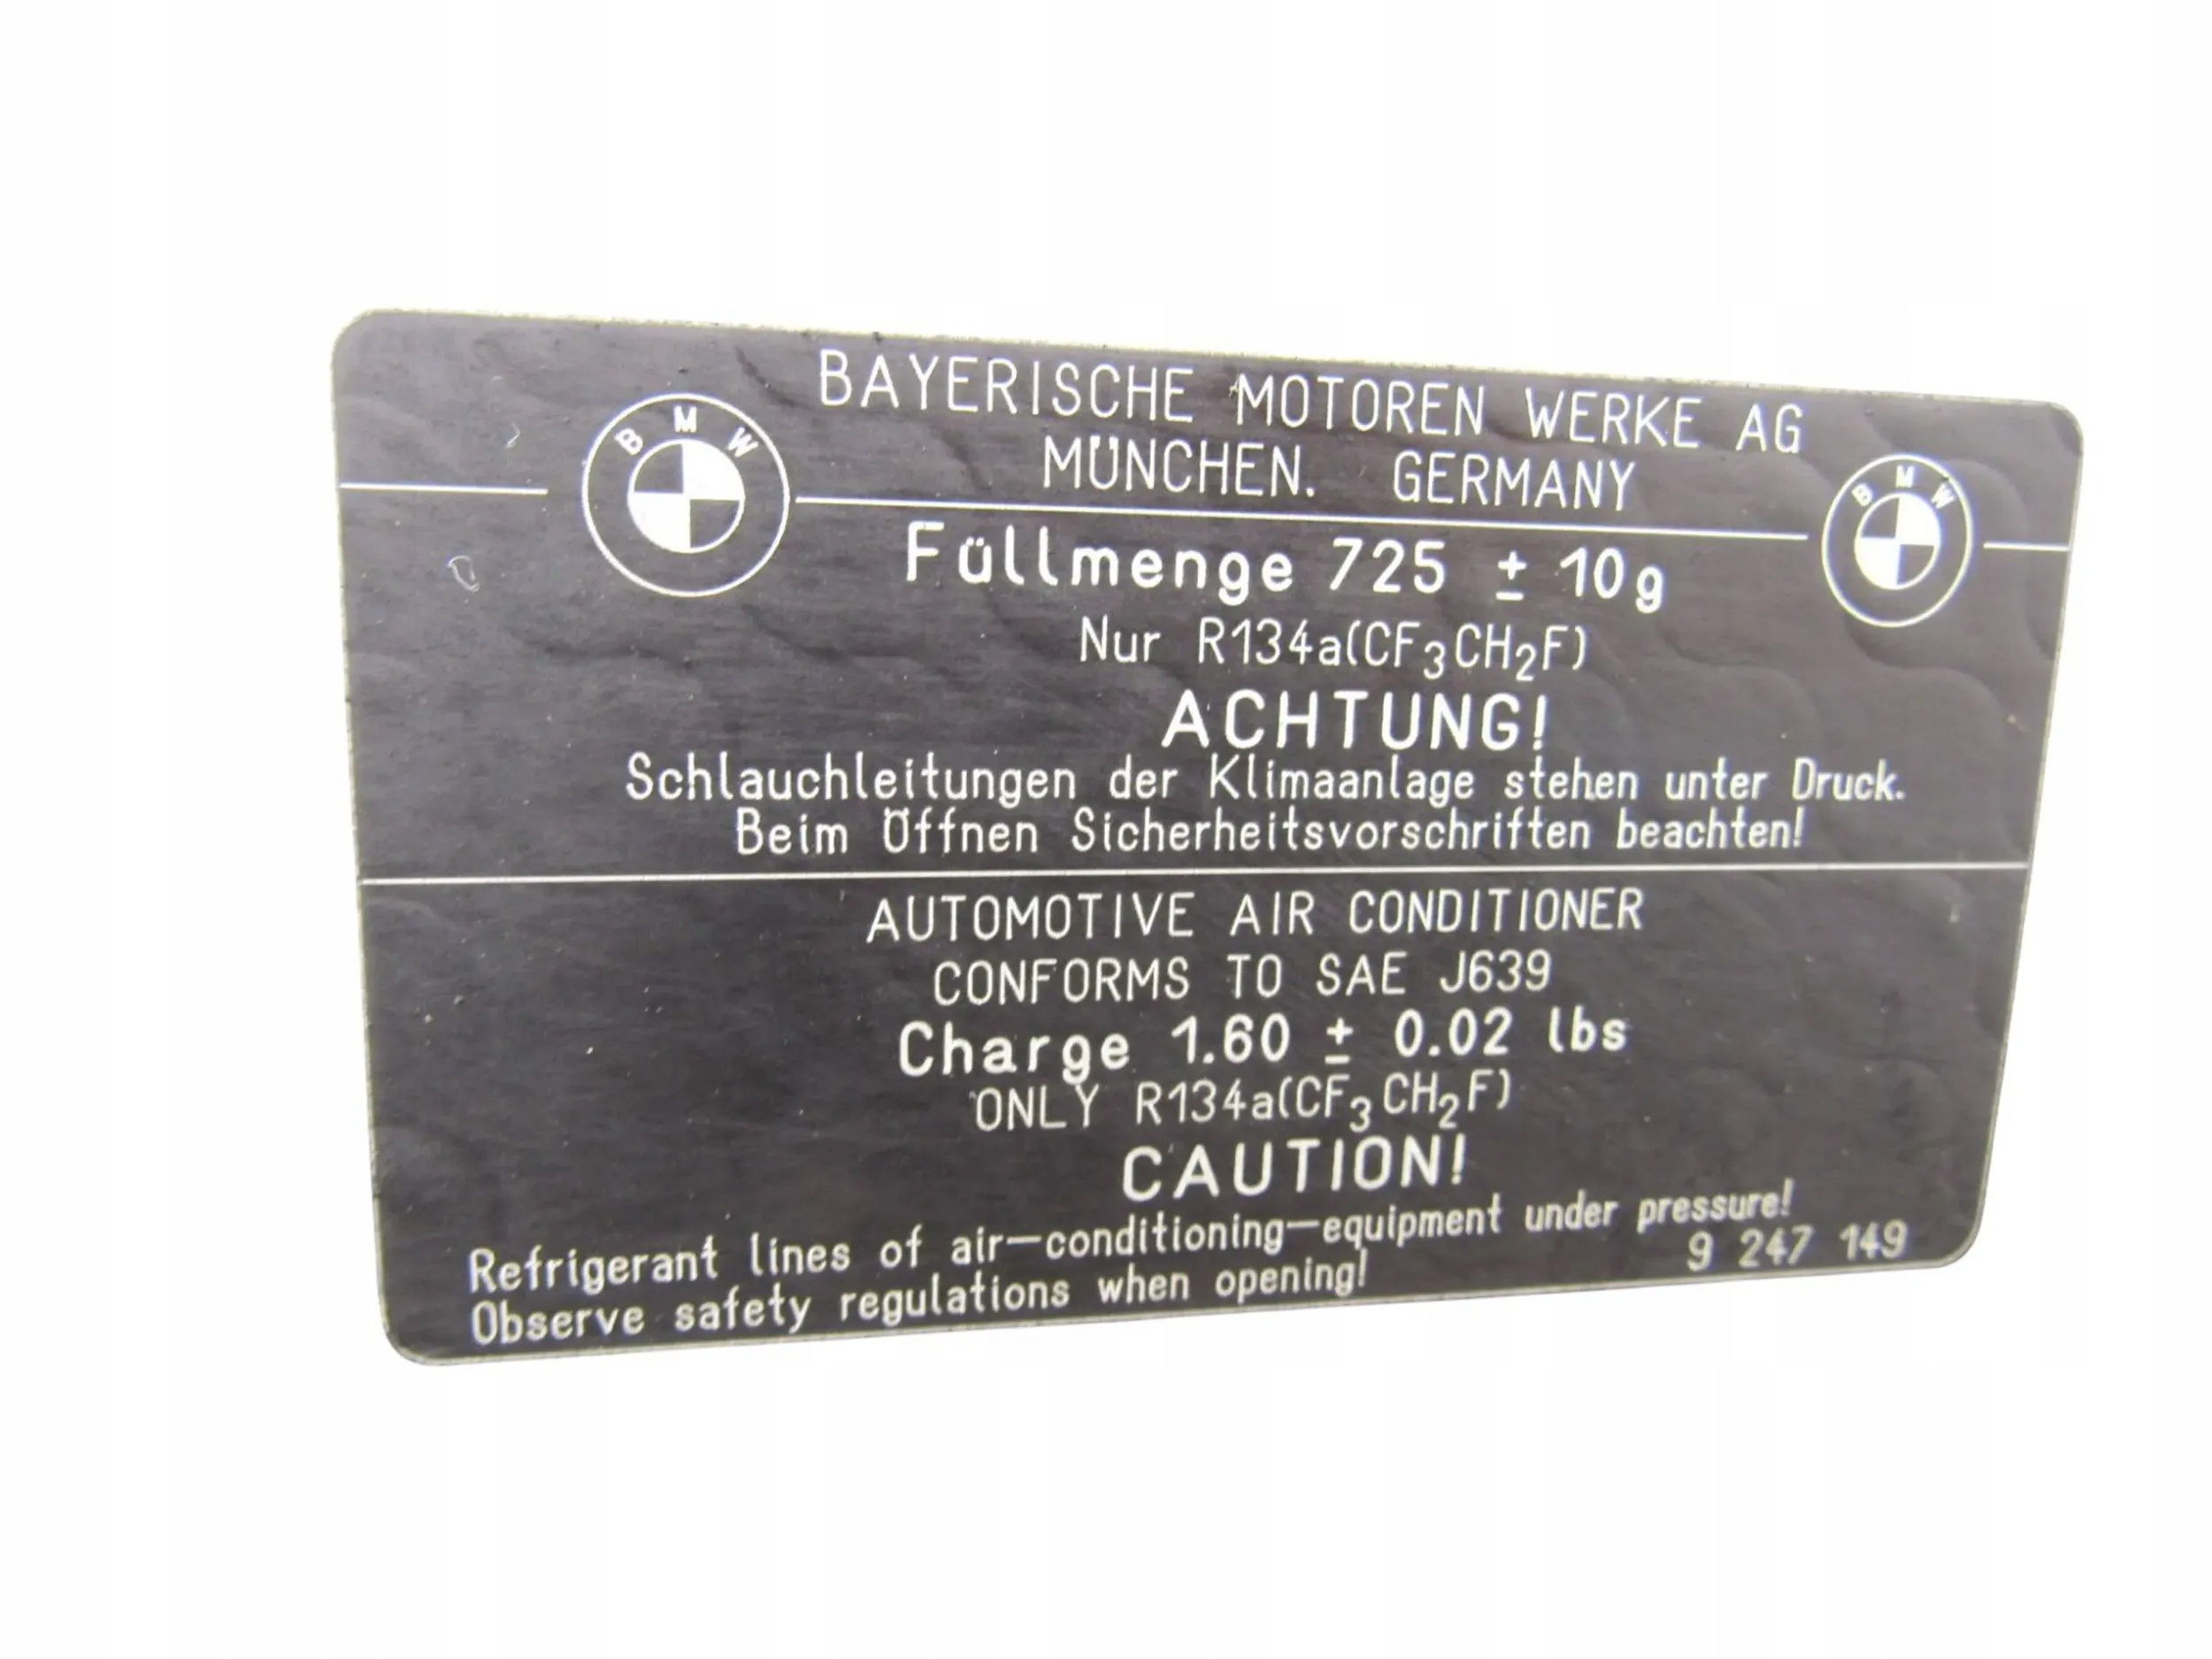 BAYERISCHE MOTOREN WERKE AG
MÜNCHEN. GERMANY
BMW
BMW
Füllmenge 725 ± 10g
Nur R134a(CF₃CH₂F)
ACHTUNG!
Schlauchleitungen der Klimaanlage stehen unter Druck.
Beim Öffnen Sicherheitsvorschriften beachten!
AUTOMOTIVE AIR CONDITIONER
CONFORMS TO SAE J639
Charge 1.60 ± 0.02 lbs
ONLY R134a(CF₃CH₂F)
CAUTION!
Refrigerant lines of air—conditioning—equipment under pressure!
Observe safety regulations when opening!
9 247 149